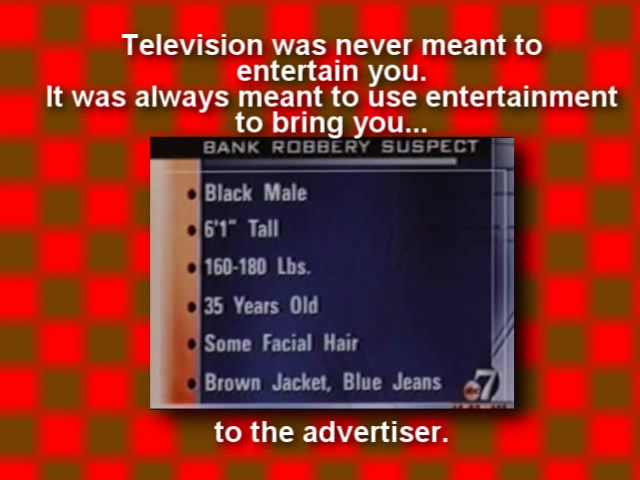 Television was never meant to
entertain you.
It was always meant to use entertainment
to bring you...
BANK ROBBERY SUSPECT
• Black Male
• 6'1" Tall
• 160-180 Lbs.
• 35 Years Old
• Some Facial Hair
• Brown Jacket, Blue Jeans
abc 7
to the advertiser.